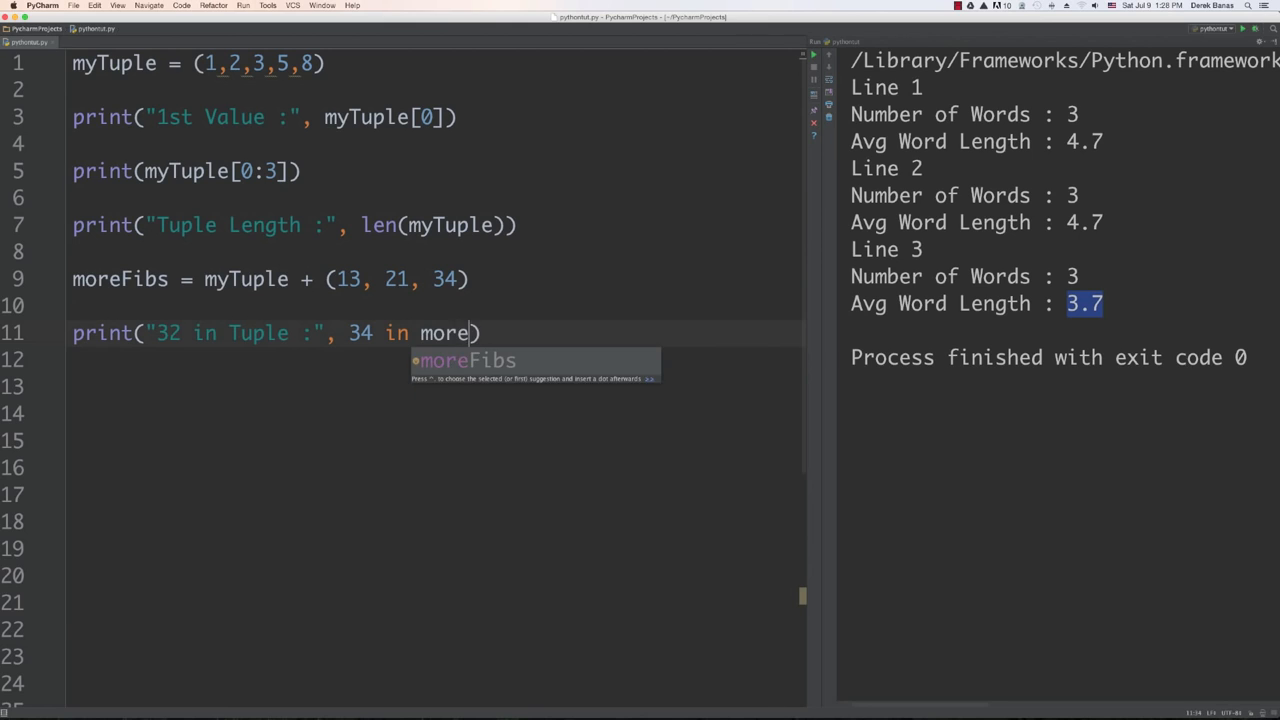 PyCharm File Edit View Navigate Code Refactor Run Tools VCS Window Help 10 Sat Jul 9 1:28 PM Derek Banas
pythontut.py - PycharmProjects - [~/PycharmProjects]
PycharmProjects pythontut.py pythontut
pythontut.py
Run pythontut
1 myTuple = (1,2,3,5,8)
2
3 print("1st Value :", myTuple[0])
4
5 print(myTuple[0:3])
6
7 print("Tuple Length :", len(myTuple))
8
9 moreFibs = myTuple + (13, 21, 34)
10
11 print("32 in Tuple :", 34 in more)
12
moreFibs
Press ^. to choose the selected (or first) suggestion and insert a dot afterwards >>
13
14
15
16
17
18
19
20
21
22
23
24
/Library/Frameworks/Python.framework
Line 1
Number of Words : 3
Avg Word Length : 4.7
Line 2
Number of Words : 3
Avg Word Length : 4.7
Line 3
Number of Words : 3
Avg Word Length : 3.7
Process finished with exit code 0
11:34 LF÷ UTF-8÷